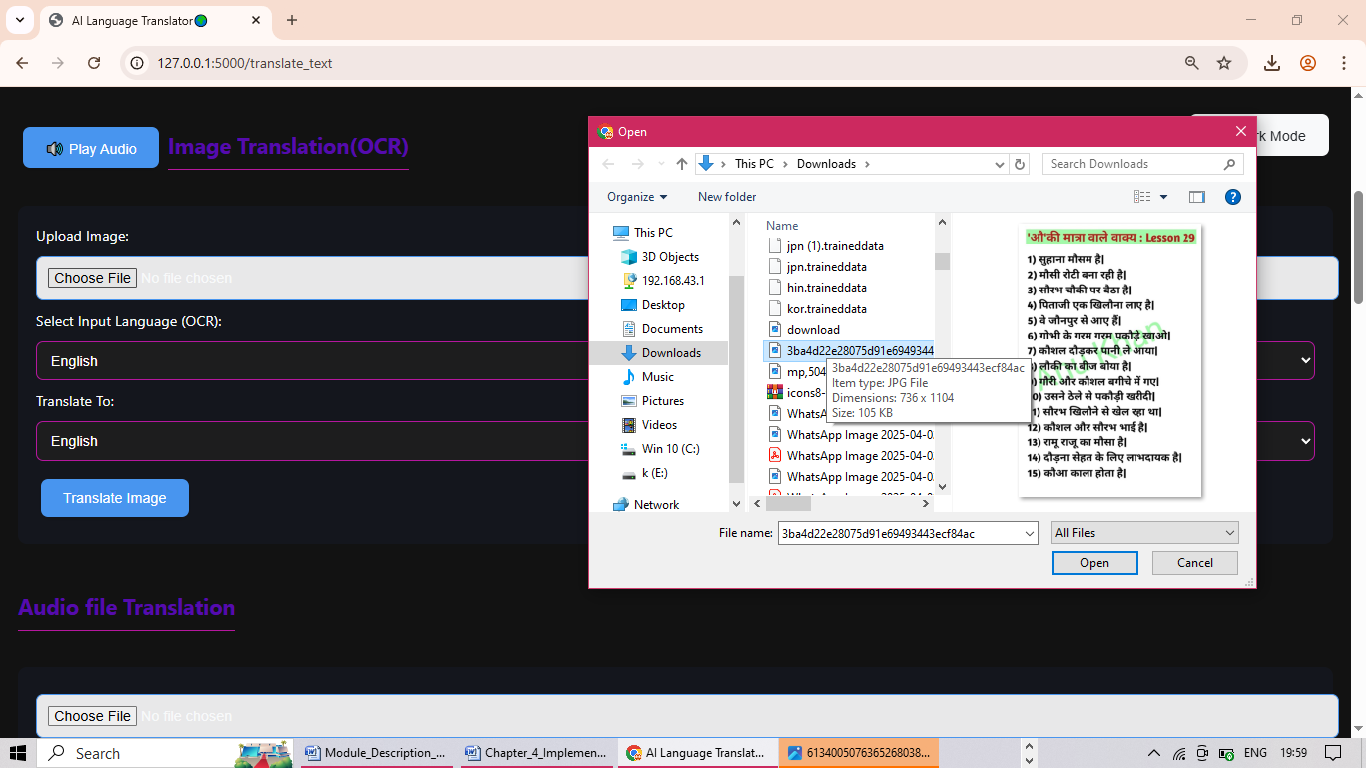 AI Language Translator
127.0.0.1:5000/translate_text
Play Audio
Image Translation(OCR)
k Mode
Upload Image:
Choose File No file chosen
Select Input Language (OCR):
English
Translate To:
English
Translate Image
Audio file Translation
Choose File No file chosen
Open
This PC
Downloads
Search Downloads
Organize
New folder
This PC
3D Objects
192.168.43.1
Desktop
Documents
Downloads
Music
Pictures
Videos
Win 10 (C:)
k (E:)
Network
Name
jpn (1).traineddata
jpn.traineddata
hin.traineddata
kor.traineddata
download
3ba4d22e28075d91e6949344
mp,504
icons8-
WhatsA
WhatsApp Image 2025-04-0
WhatsApp Image 2025-04-0
WhatsApp Image 2025-04-0
3ba4d22e28075d91e69493443ecf84ac
Item type: JPG File
Dimensions: 736 x 1104
Size: 105 KB
'औ'की मात्रा वाले वाक्य : Lesson 29
1) सुहाना मौसम है|
2) मौसी रोटी बना रही है|
3) सौरभ चौकी पर बैठा है|
4) पिताजी एक खिलौना लाए है|
5) वे जौनपुर से आए हैं|
6) गोभी के गरम गरम पकौड़े खाओ|
7) कौशल दौड़कर पानी ले आया|
लौकी का बीज बोया है|
गौरी और कौशल बगीचे में गए|
0) उसने ठेले से पकौड़ी खरीदी|
1) सौरभ खिलौने से खेल रहा था|
12) कौशल और सौरभ भाई है|
13) रामू राजू का मौसा है|
14) दौड़ना सेहत के लिए लाभदायक है|
15) कौआ काला होता है|
Khan
File name:
3ba4d22e28075d91e69493443ecf84ac
All Files
Open
Cancel
Search
Module_Description_...
Chapter_4_Implemen...
AI Language Translat...
6134005076365268038...
ENG
19:59